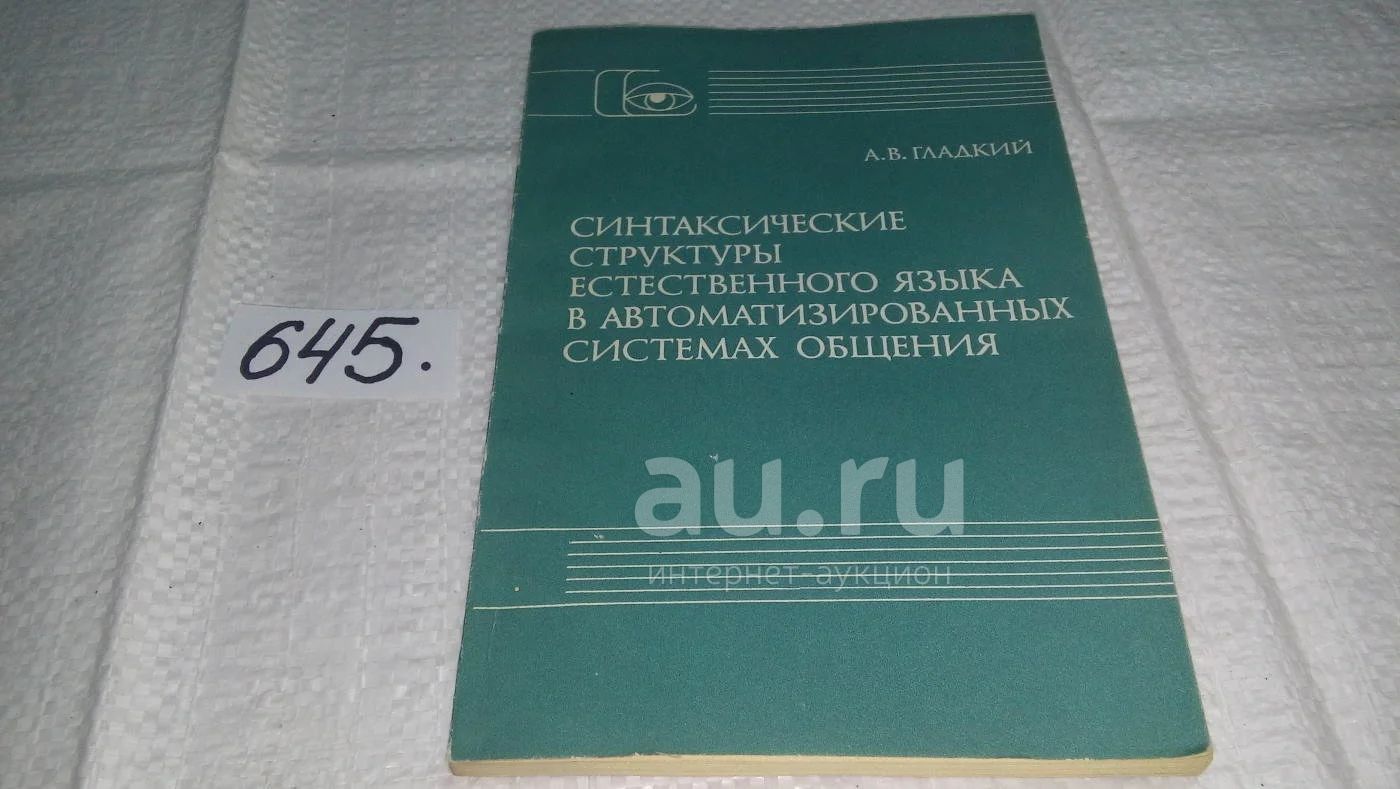 А.В. ГЛАДКИЙ
СИНТАКСИЧЕСКИЕ
СТРУКТУРЫ
ЕСТЕСТВЕННОГО ЯЗЫКА
В АВТОМАТИЗИРОВАННЫХ
СИСТЕМАХ ОБЩЕНИЯ
645.
au.ru
интернет-аукцион